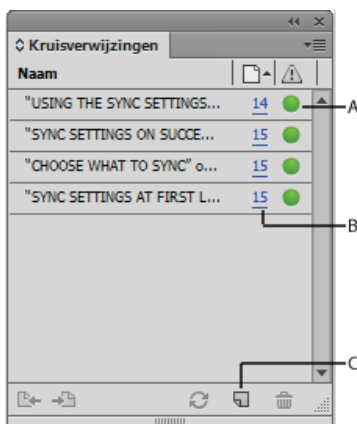 Kruisverwijzingen
Naam
"USING THE SYNC SETTINGS... 14 A
"SYNC SETTINGS ON SUCCE... 15
"CHOOSE WHAT TO SYNC" o... 15
"SYNC SETTINGS AT FIRST L... 15
B
C